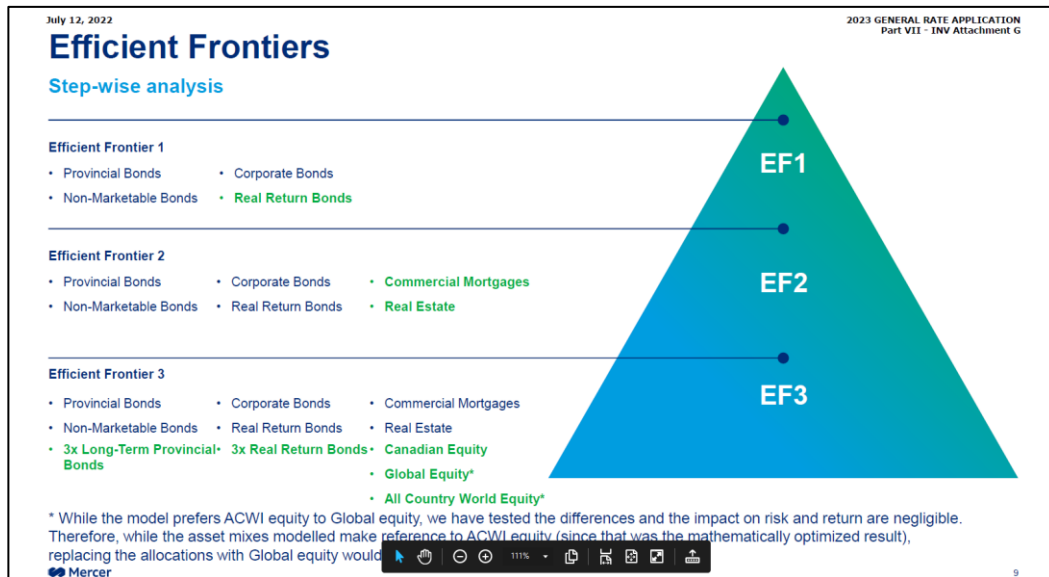 July 12, 2022
2023 GENERAL RATE APPLICATION
Part VII - INV Attachment G
Efficient Frontiers
Step-wise analysis
Efficient Frontier 1
• Provincial Bonds • Corporate Bonds
• Non-Marketable Bonds • Real Return Bonds
EF1
Efficient Frontier 2
• Provincial Bonds • Corporate Bonds • Commercial Mortgages
• Non-Marketable Bonds • Real Return Bonds • Real Estate
EF2
Efficient Frontier 3
• Provincial Bonds • Corporate Bonds • Commercial Mortgages
• Non-Marketable Bonds • Real Return Bonds • Real Estate
• 3x Long-Term Provincial Bonds • 3x Real Return Bonds • Canadian Equity
• Global Equity*
• All Country World Equity*
EF3
* While the model prefers ACWI equity to Global equity, we have tested the differences and the impact on risk and return are negligible.
Therefore, while the asset mixes modelled make reference to ACWI equity (since that was the mathematically optimized result),
replacing the allocations with Global equity would
111%
Mercer
9